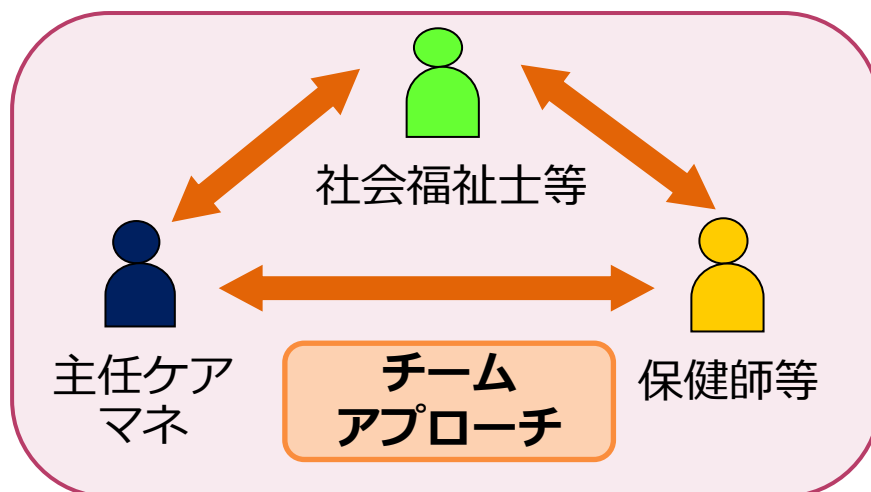 社会福祉士等
主任ケア
マネ
保健師等
チーム
アプローチ